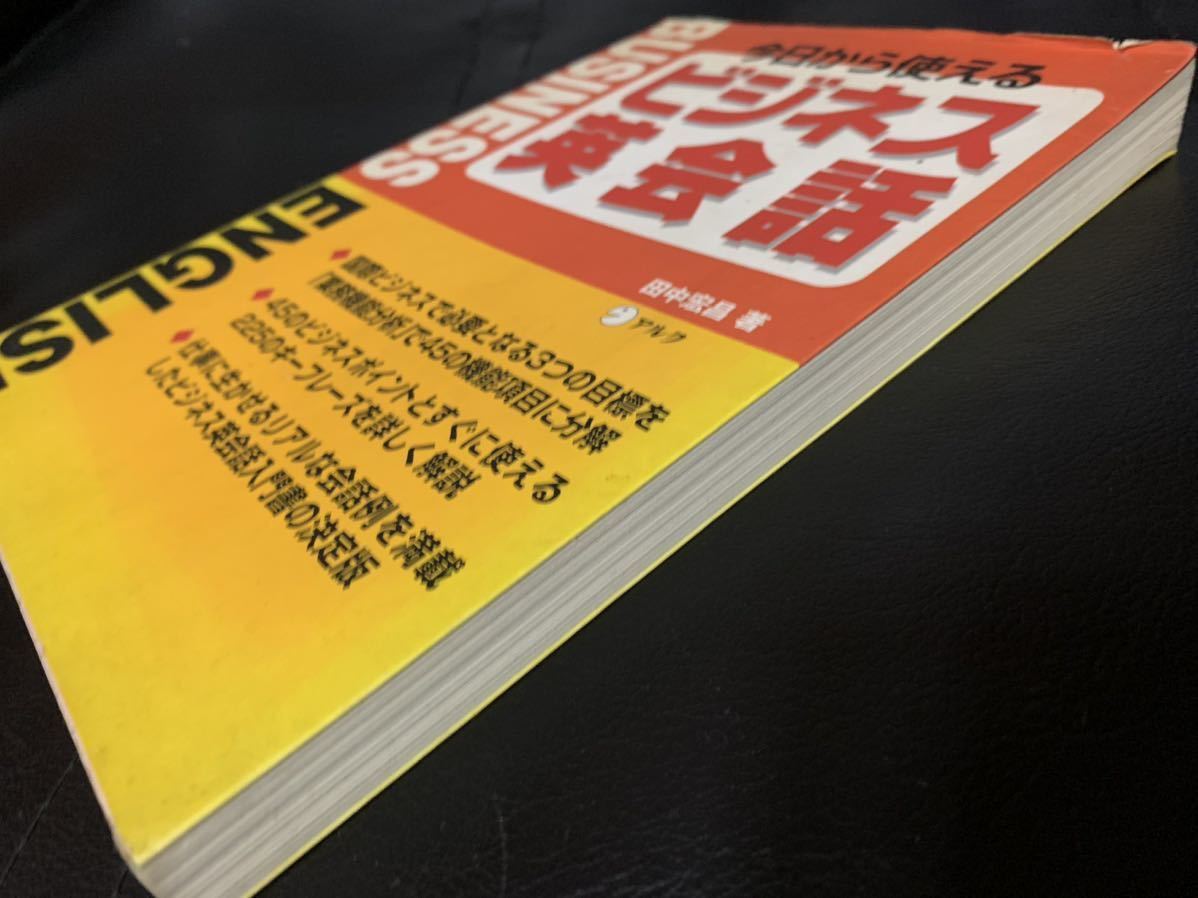 今日から使える
ビジネス
英会話
BUSINESS
ENGLIS
田中宏昌 著
アルク
◆国際ビジネスで必要となる3つの目標を
「業務機能分析」で45の機能項目に分解
◆45のビジネスポイントとすぐに使える
225のキーフレーズを詳しく解説
◆仕事に生かせるリアルな会話例を満載
したビジネス英会話入門書の決定版